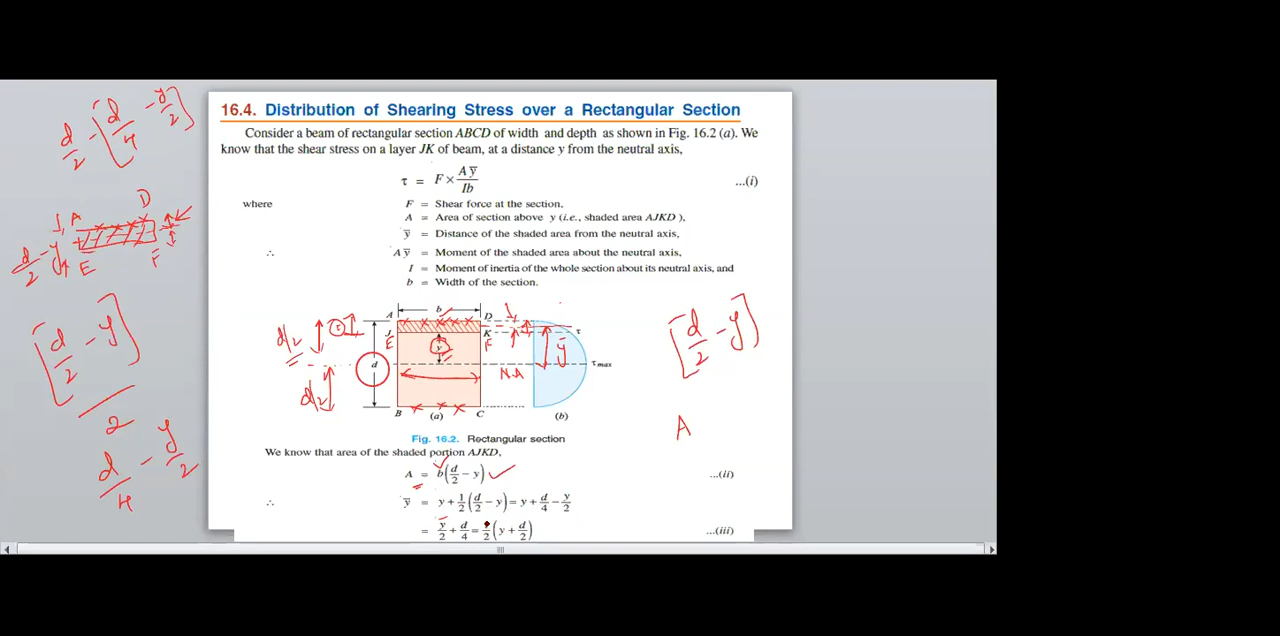 16.4. Distribution of Shearing Stress over a Rectangular Section
Consider a beam of rectangular section ABCD of width and depth as shown in Fig. 16.2 (a). We
know that the shear stress on a layer JK of beam, at a distance y from the neutral axis,
τ = F × Aȳ / Ib ...(i)
where F = Shear force at the section,
A = Area of section above y (i.e., shaded area AJKD),
ȳ = Distance of the shaded area from the neutral axis,
∴ Aȳ = Moment of the shaded area about the neutral axis,
I = Moment of inertia of the whole section about its neutral axis, and
b = Width of the section.
A b D
J K τ
E F ȳ
y
d N.A τmax
B (a) C (b)
Fig. 16.2. Rectangular section
We know that area of the shaded portion AJKD,
A = b(d/2 − y) ...(ii)
∴ ȳ = y + 1/2 (d/2 − y) = y + d/4 − y/2
= y/2 + d/4 = 1/2 (y + d/2) ...(iii)
d/2 - [d/4 - y/2]
J, A D
d/2 - y E F
[d/2 - y]
2
d/4 - y/2
d/2
d/2
[d/2 - y]
A